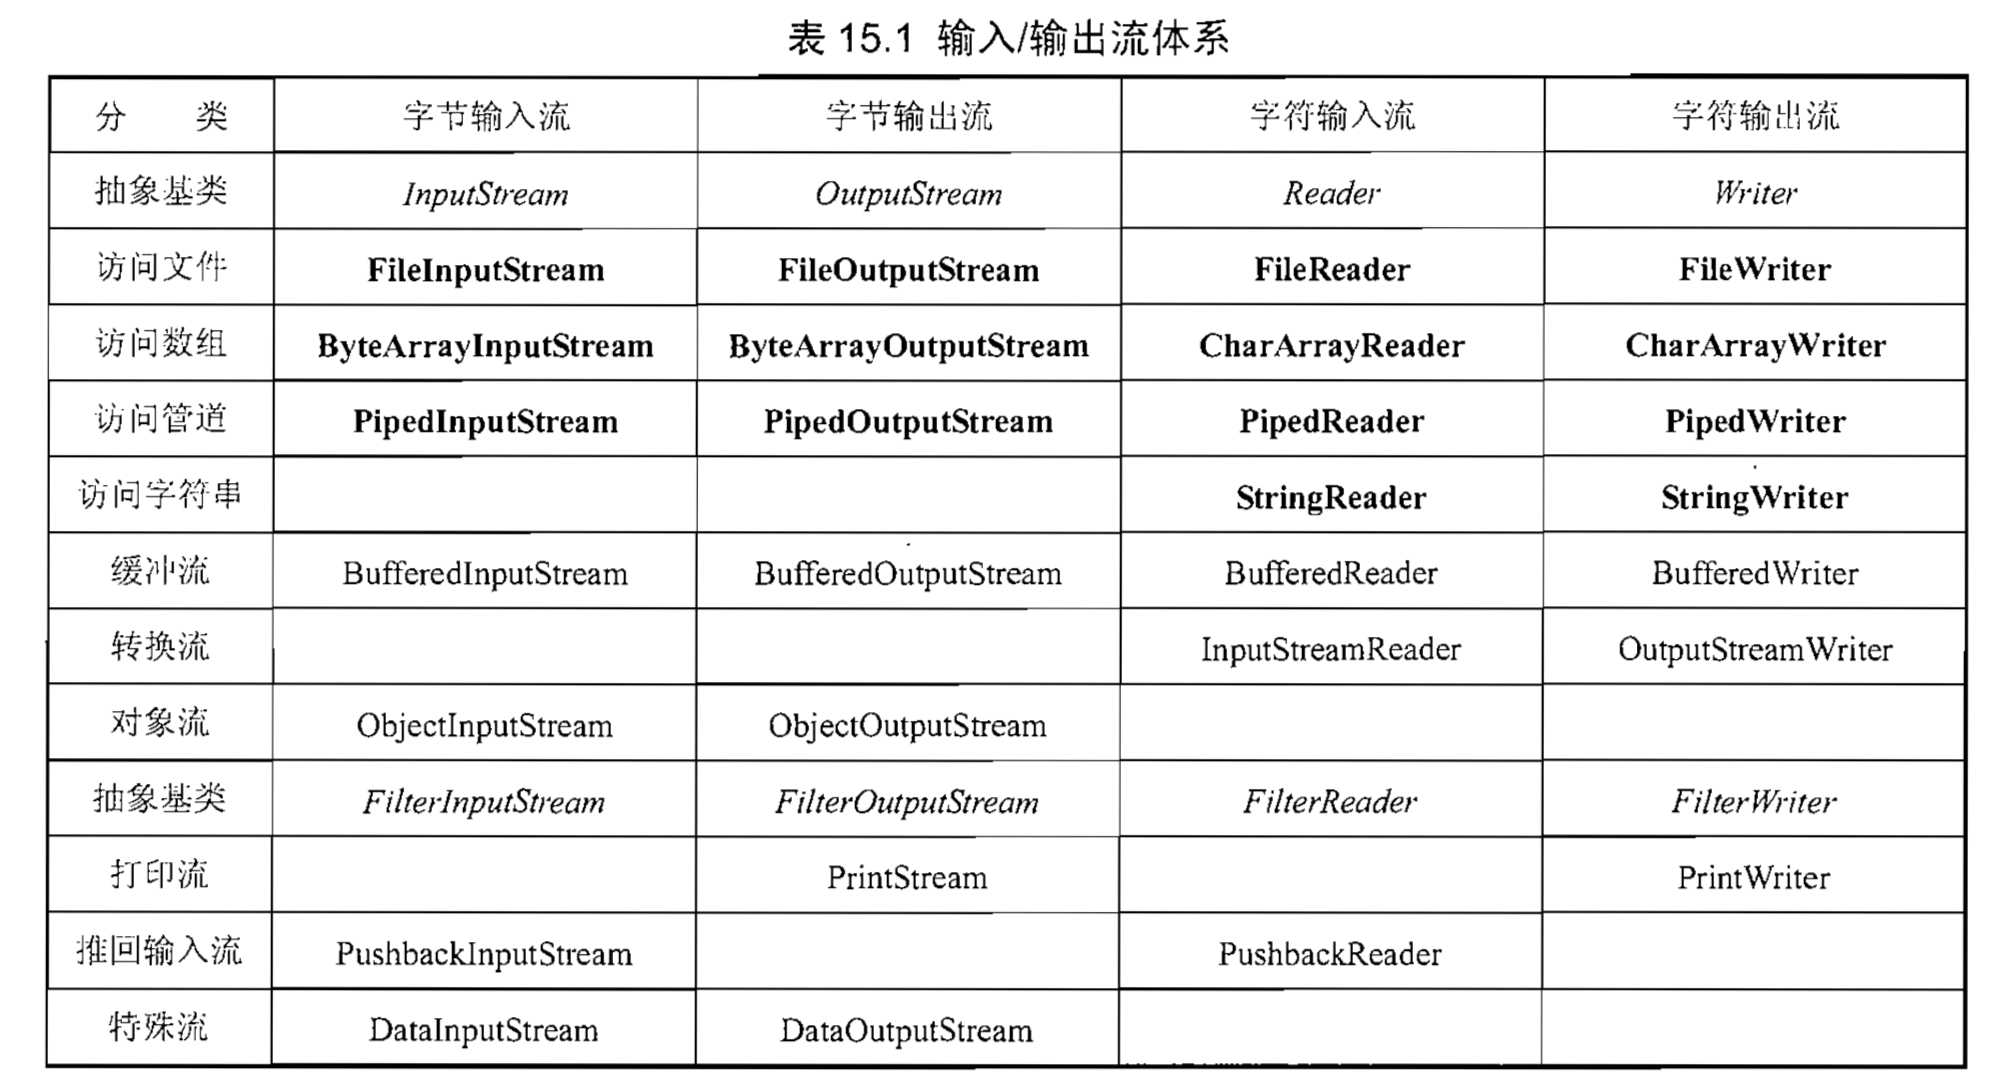 表 15.1 输入/输出流体系
分 类 字节输入流 字节输出流 字符输入流 字符输出流
抽象基类 InputStream OutputStream Reader Writer
访问文件 FileInputStream FileOutputStream FileReader FileWriter
访问数组 ByteArrayInputStream ByteArrayOutputStream CharArrayReader CharArrayWriter
访问管道 PipedInputStream PipedOutputStream PipedReader PipedWriter
访问字符串 StringReader StringWriter
缓冲流 BufferedInputStream BufferedOutputStream BufferedReader BufferedWriter
转换流 InputStreamReader OutputStreamWriter
对象流 ObjectInputStream ObjectOutputStream
抽象基类 FilterInputStream FilterOutputStream FilterReader FilterWriter
打印流 PrintStream PrintWriter
推回输入流 PushbackInputStream PushbackReader
特殊流 DataInputStream DataOutputStream